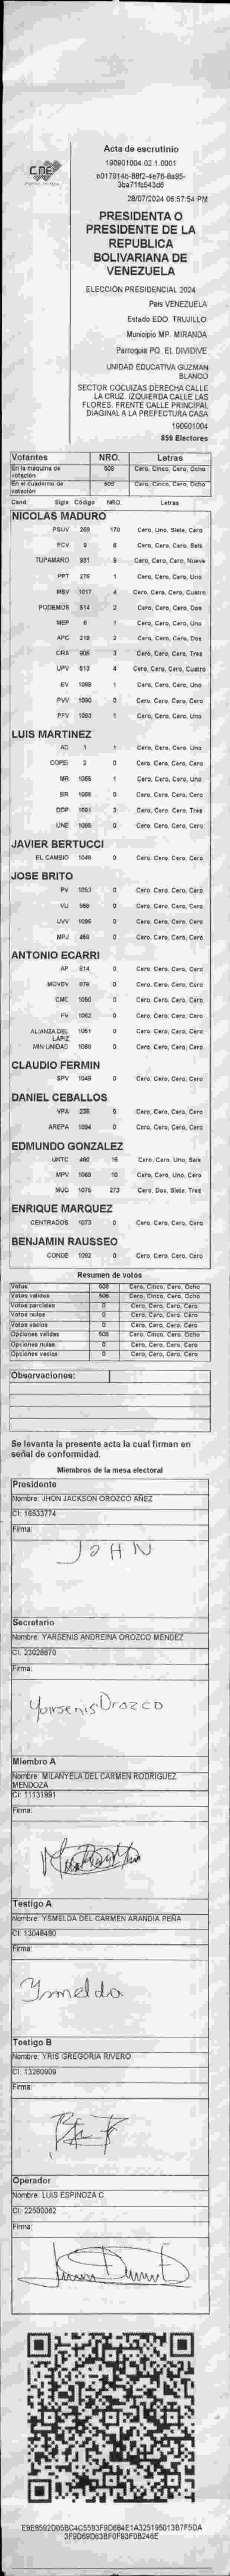 CNE
Acta de escrutinio
190901004.02.1.0001
28/07/2024 06:57:54 PM
PRESIDENTA O
PRESIDENTE DE LA
REPUBLICA
BOLIVARIANA DE
VENEZUELA
ELECCIÓN PRESIDENCIAL 2024
País VENEZUELA
Estado EDO. TRUJILLO
Municipio MP. MIRANDA
Parroquia PQ. EL DIVIDIVE
UNIDAD EDUCATIVA GUZMAN
BLANCO
SECTOR COCUIZAS DERECHA CALLE
LA CRUZ. IZQUIERDA CALLE LAS
FLORES. FRENTE CALLE PRINCIPAL
DIAGINAL A LA PREFECTURA CASA
190901004
859 Electores
Votantes NRO. Letras
En la maquina de votación 508 Cero, Cinco, Cero, Ocho
En el cuaderno de votación 508 Cero, Cinco, Cero, Ocho
Cand. Sigla Código NRO. Letras
NICOLAS MADURO
PSUV 269 170 Cero, Uno, Siete, Cero
PCV 9 6 Cero, Cero, Cero, Seis
TUPAMARO 931 9 Cero, Cero, Cero, Nueve
PPT 276 1 Cero, Cero, Cero, Uno
MSV 1017 4 Cero, Cero, Cero, Cuatro
PODEMOS 514 2 Cero, Cero, Cero, Dos
MEP 8 1 Cero, Cero, Cero, Uno
APC 219 2 Cero, Cero, Cero, Dos
ORA 906 3 Cero, Cero, Cero, Tres
UPV 613 4 Cero, Cero, Cero, Cuatro
EV 1089 1 Cero, Cero, Cero, Uno
PVV 1090 0 Cero, Cero, Cero, Cero
PFV 1093 1 Cero, Cero, Cero, Uno
LUIS MARTINEZ
AD 1 1 Cero, Cero, Cero, Uno
COPEI 2 0 Cero, Cero, Cero, Cero
MR 1065 1 Cero, Cero, Cero, Uno
BR 1066 0 Cero, Cero, Cero, Cero
DDP 1081 3 Cero, Cero, Cero, Tres
UNE 1095 0 Cero, Cero, Cero, Cero
JAVIER BERTUCCI
EL CAMBIO 1049 0 Cero, Cero, Cero, Cero
JOSE BRITO
PV 1053 0 Cero, Cero, Cero, Cero
VU 958 0 Cero, Cero, Cero, Cero
UVV 1096 0 Cero, Cero, Cero, Cero
MPJ 459 0 Cero, Cero, Cero, Cero
ANTONIO ECARRI
AP 814 0 Cero, Cero, Cero, Cero
MOVEV 978 0 Cero, Cero, Cero, Cero
CMC 1050 0 Cero, Cero, Cero, Cero
FV 1052 0 Cero, Cero, Cero, Cero
ALIANZA DEL LAPIZ 1051 0 Cero, Cero, Cero, Cero
MIN UNIDAD 1069 0 Cero, Cero, Cero, Cero
CLAUDIO FERMIN
SPV 1048 0 Cero, Cero, Cero, Cero
DANIEL CEBALLOS
VPA 236 0 Cero, Cero, Cero, Cero
AREPA 1094 0 Cero, Cero, Cero, Cero
EDMUNDO GONZALEZ
UNTC 460 16 Cero, Cero, Uno, Seis
MPV 1068 10 Cero, Cero, Uno, Cero
MUD 1075 273 Cero, Dos, Siete, Tres
ENRIQUE MARQUEZ
CENTRADOS 1073 0 Cero, Cero, Cero, Cero
BENJAMIN RAUSSEO
CONDE 1092 0 Cero, Cero, Cero, Cero
Resumen de votos
Votos 508 Cero, Cinco, Cero, Ocho
Votos válidos 508 Cero, Cinco, Cero, Ocho
Votos parciales 0 Cero, Cero, Cero, Cero
Votos nulos 0 Cero, Cero, Cero, Cero
Votos vacíos 0 Cero, Cero, Cero, Cero
Opciones válidas 508 Cero, Cinco, Cero, Ocho
Opciones nulas 0 Cero, Cero, Cero, Cero
Opciones vacías 0 Cero, Cero, Cero, Cero
Observaciones:
Se levanta la presente acta la cual firman en
señal de conformidad.
Miembros de la mesa electoral
Presidente
Nombre: JHON JACKSON OROZCO AÑEZ
CI: 16533774
Firma:
JOHN
Secretario
Nombre: YARSENIS ANDREINA OROZCO MENDEZ
CI: 23028870
Firma:
Yarsenis Orozco
Miembro A
Nombre: MILANYELA DEL CARMEN RODRIGUEZ
MENDOZA
CI: 11131991
Firma:
Testigo A
Nombre: YSMELDA DEL CARMEN ARANDIA PEÑA
CI: 13048480
Firma:
Ysmelda
Testigo B
Nombre: YRIS GREGORIA RIVERO
CI: 13260909
Firma:
Operador
Nombre: LUIS ESPINOZA C
CI: 22500062
Firma: